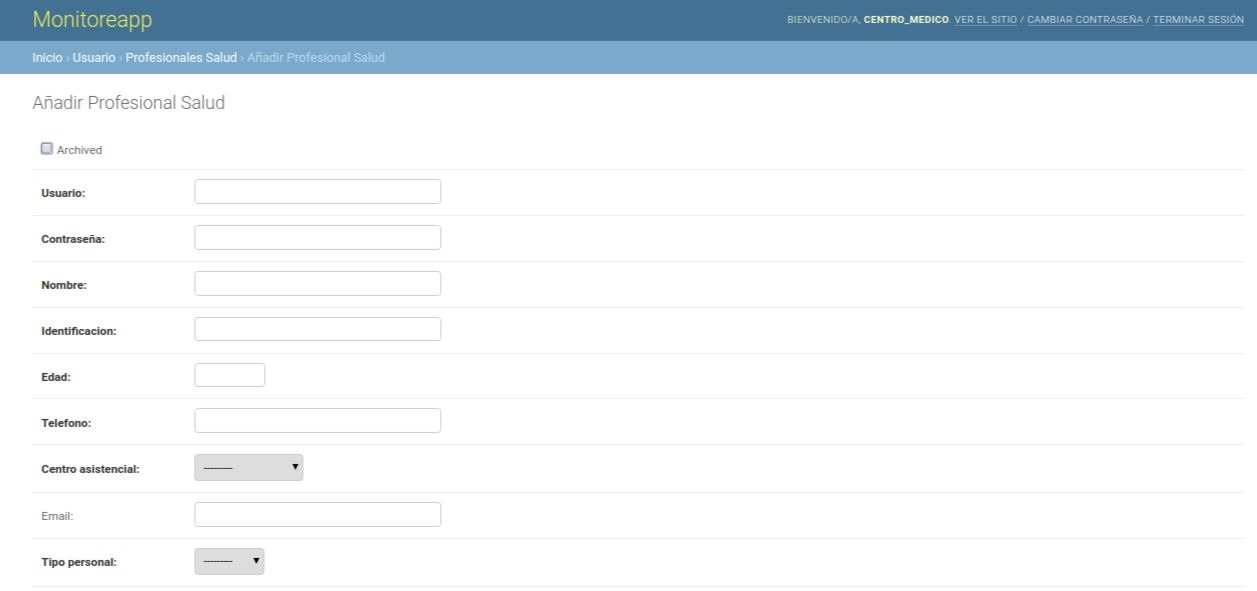 Monitoreapp
BIENVENIDO/A, CENTRO_MEDICO. VER EL SITIO / CAMBIAR CONTRASEÑA / TERMINAR SESIÓN
Inicio › Usuario › Profesionales Salud › Añadir Profesional Salud
Añadir Profesional Salud
Archived
Usuario:
Contraseña:
Nombre:
Identificacion:
Edad:
Telefono:
Centro asistencial: ---------
Email:
Tipo personal: ---------